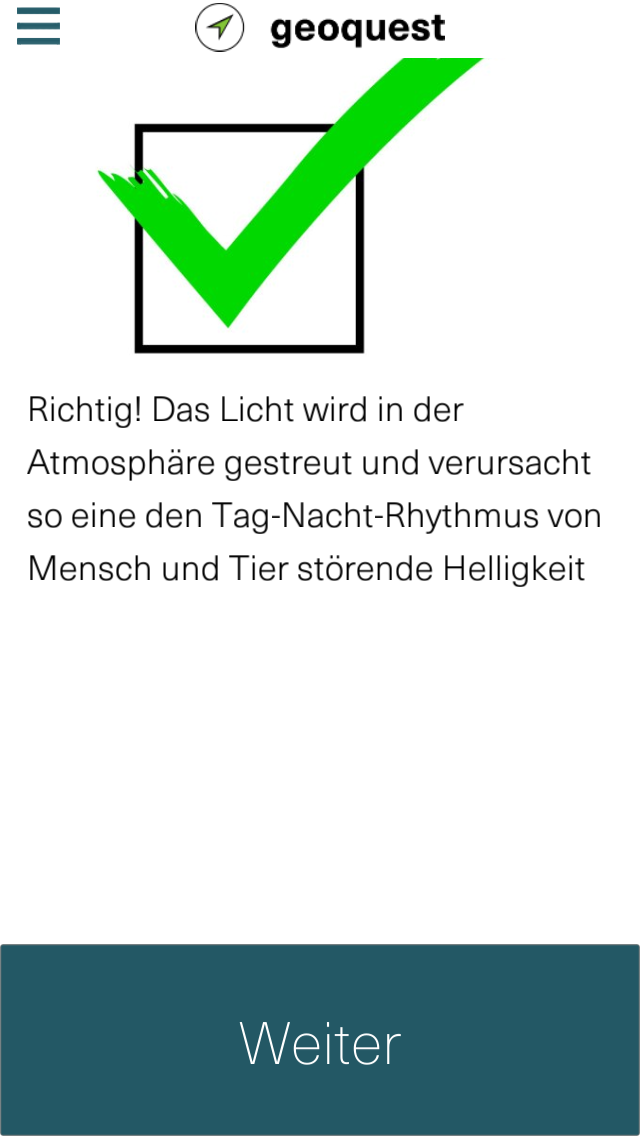 geoquest
Richtig! Das Licht wird in der
Atmosphäre gestreut und verursacht
so eine den Tag-Nacht-Rhythmus von
Mensch und Tier störende Helligkeit
Weiter